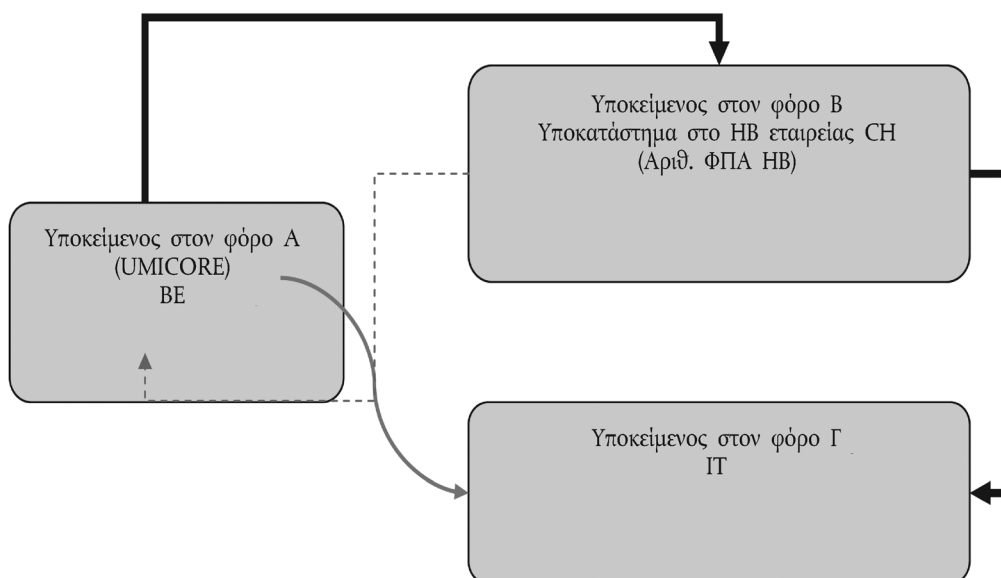 Υποκείμενος στον φόρο Β
Υποκατάστημα στο ΗΒ εταιρείας CH
(Αριθ. ΦΠΑ ΗΒ)
Υποκείμενος στον φόρο Α
(UMICORE)
BE
Υποκείμενος στον φόρο Γ
IT